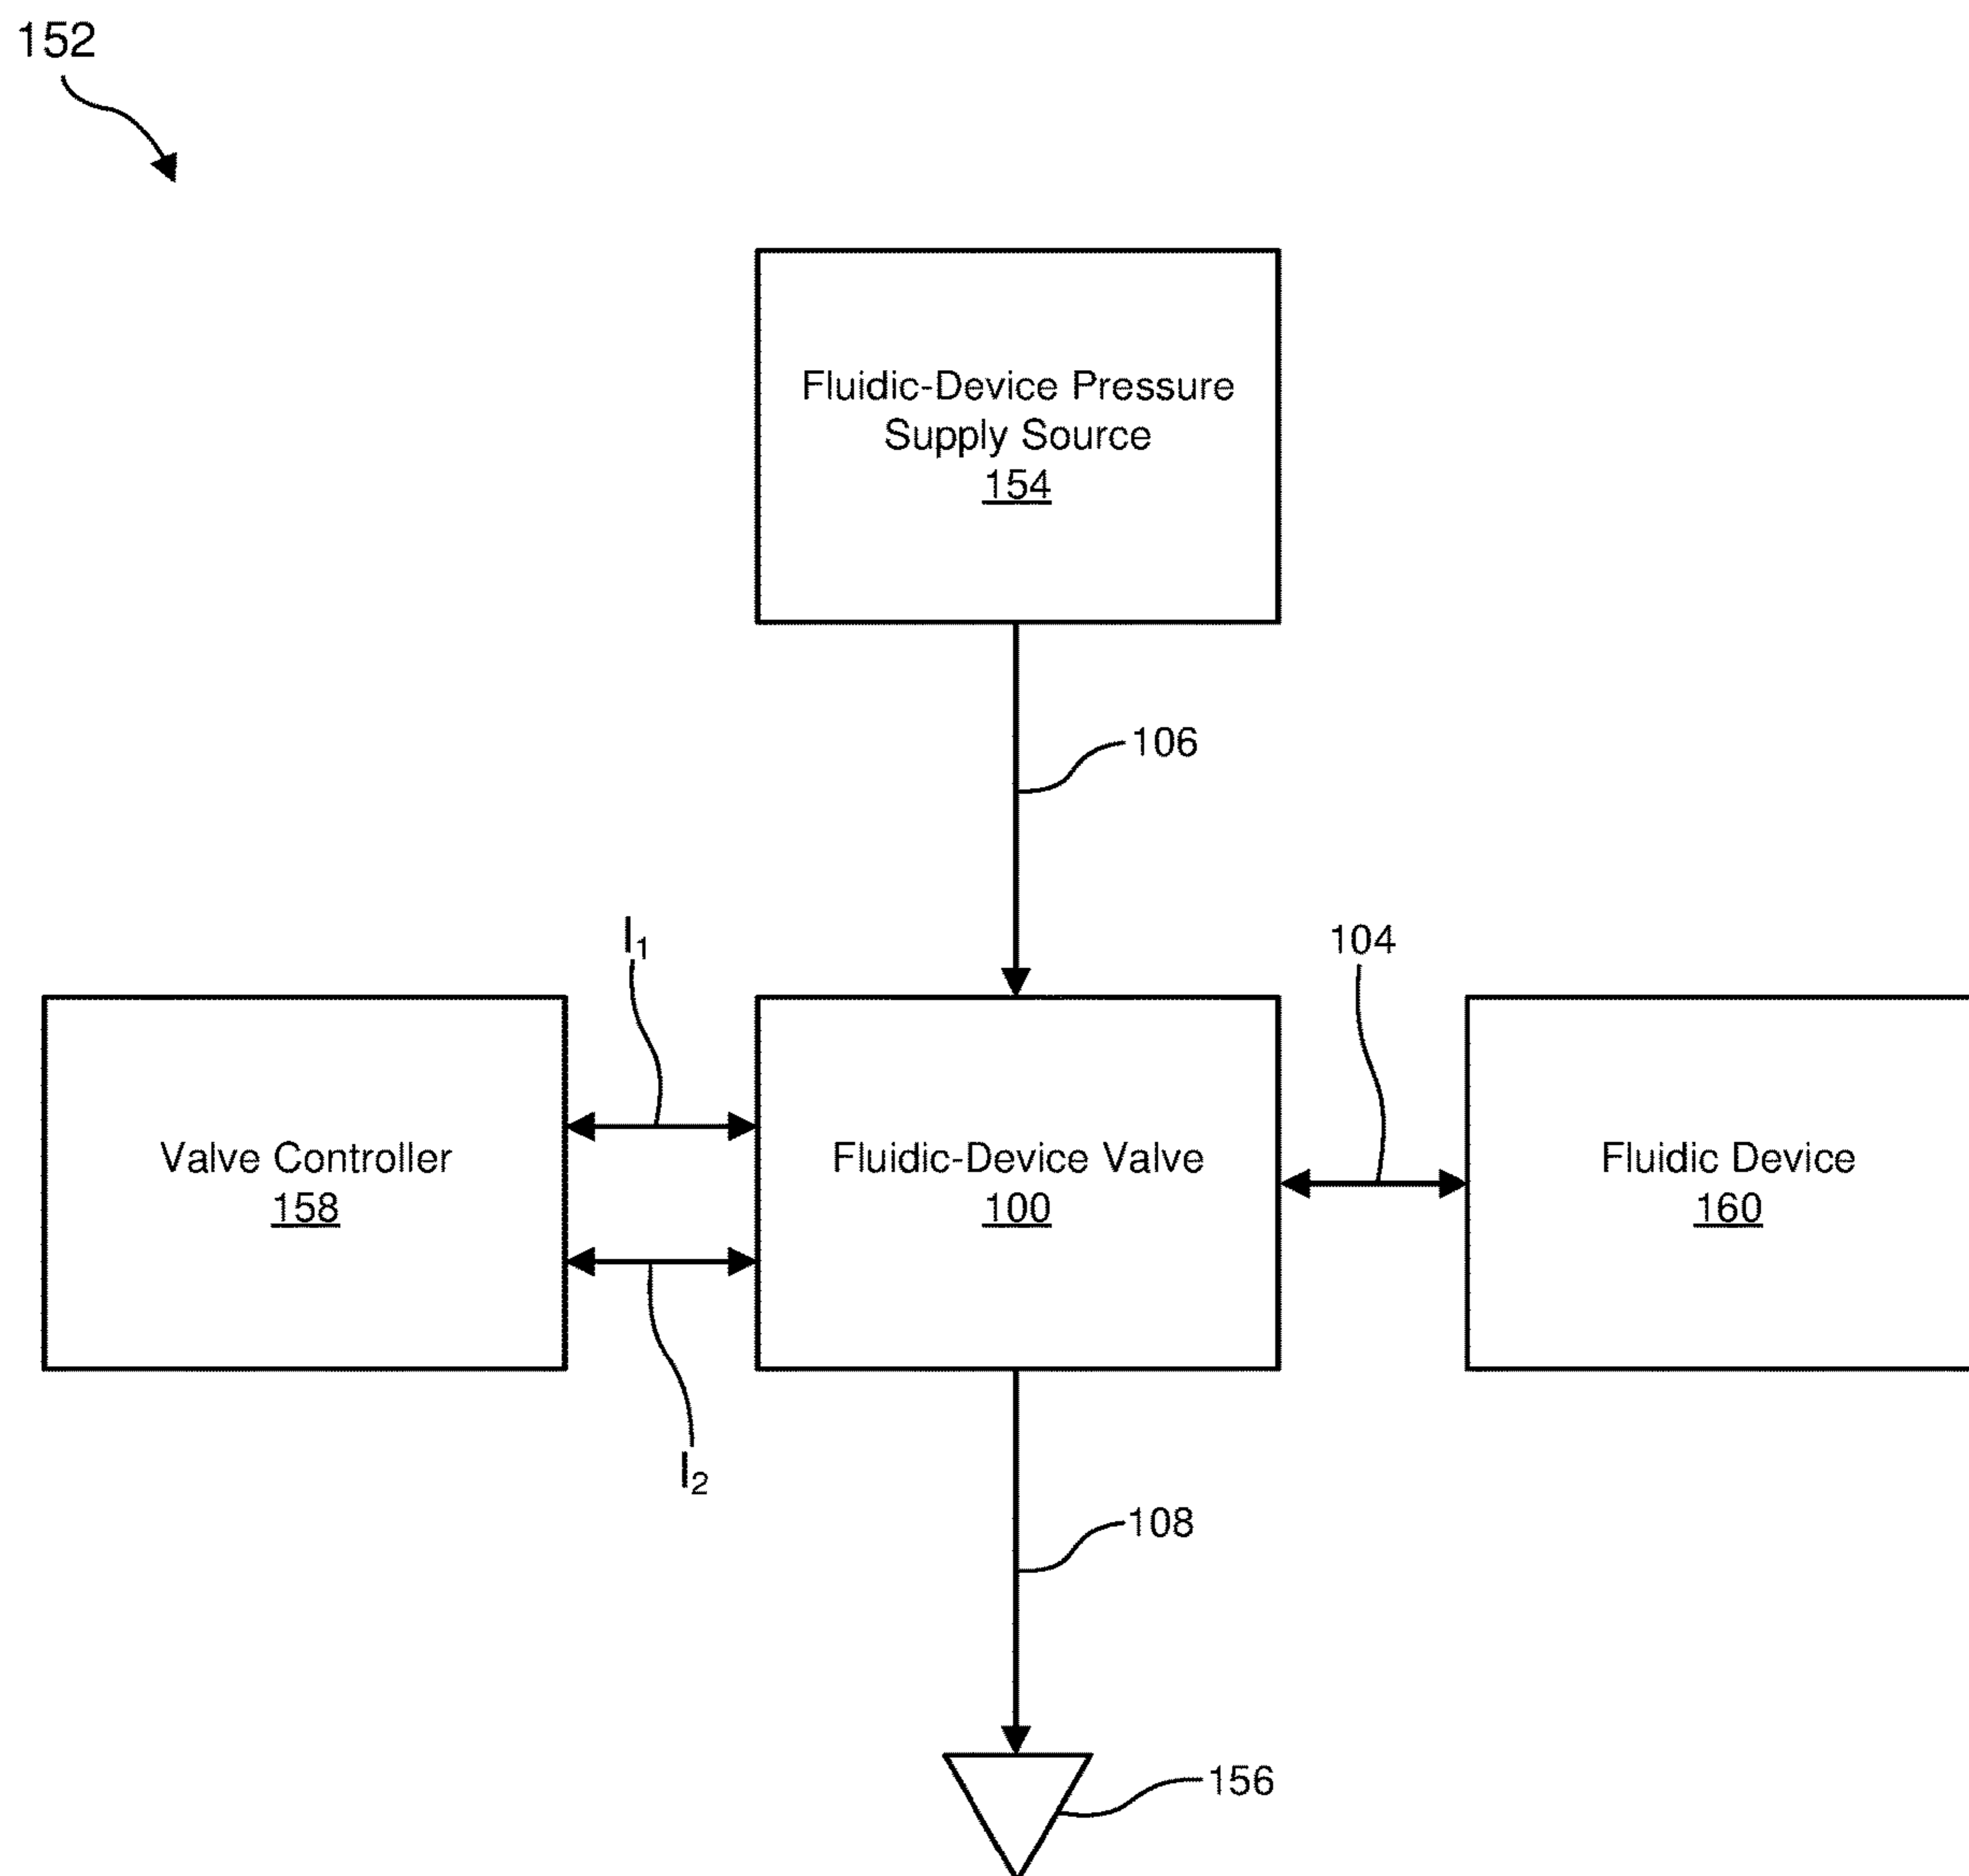 152
Fluidic-Device Pressure
Supply Source
154
106
I₁
104
Valve Controller
158
Fluidic-Device Valve
100
Fluidic Device
160
I₂
108
156